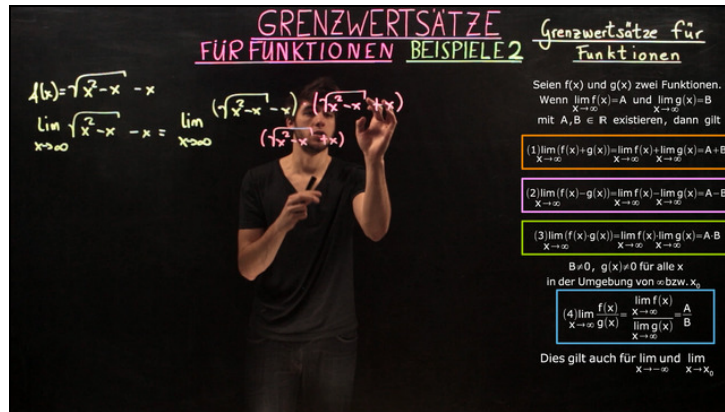 GRENZWERTSÄTZE
FÜR FUNKTIONEN BEISPIELE 2
f(x)=√(x²-x) -x
lim √(x²-x) -x = lim (√(x²-x) -x) (√(x²-x) +x)
x→∞ x→∞ (√(x²-x) +x)
Grenzwertsätze für
Funktionen
Seien f(x) und g(x) zwei Funktionen.
Wenn lim f(x)=A und lim g(x)=B
x→∞ x→∞
mit A,B ∈ ℝ existieren, dann gilt
(1) lim (f(x)+g(x))=lim f(x)+lim g(x)=A+B
x→∞ x→∞ x→∞
(2) lim (f(x)-g(x))=lim f(x)-lim g(x)=A-B
x→∞ x→∞ x→∞
(3) lim (f(x)·g(x))=lim f(x)·lim g(x)=A·B
x→∞ x→∞ x→∞
B≠0, g(x)≠0 für alle x
in der Umgebung von ∞ bzw. x₀
(4) lim f(x)/g(x) = lim f(x)/lim g(x) = A/B
x→∞ x→∞ x→∞
Dies gilt auch für lim und lim
x→-∞ x→x₀